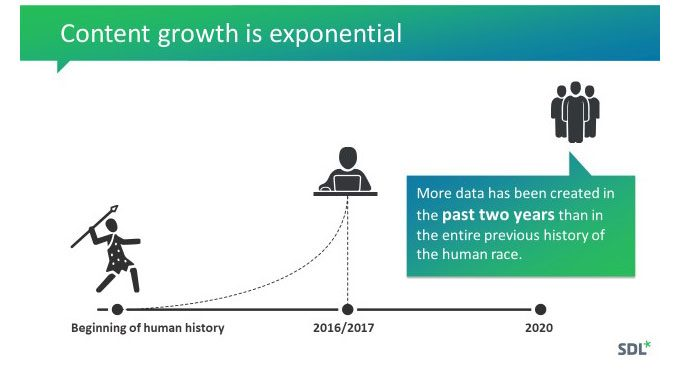 Content growth is exponential
More data has been created in
the past two years than in
the entire previous history of
the human race.
Beginning of human history
2016/2017
2020
SDL*